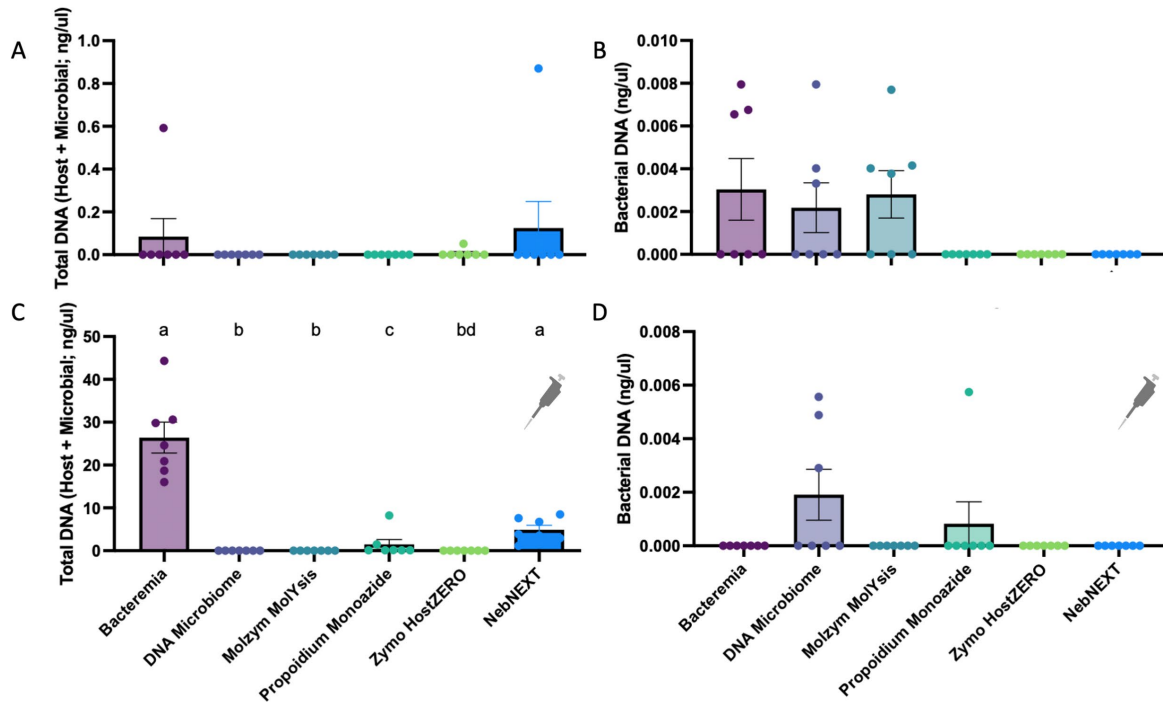 A
Total DNA (Host + Microbial; ng/ul)
1.0
0.8
0.6
0.4
0.2
0.0
B
Bacterial DNA (ng/ul)
0.010
0.008
0.006
0.004
0.002
0.000
C
Total DNA (Host + Microbial; ng/ul)
50
40
30
20
10
0
a
b
b
c
bd
a
Bacteremia
DNA Microbiome
Molzym MolYsis
Propoidium Monoazide
Zymo HostZERO
NebNEXT
D
Bacterial DNA (ng/ul)
0.008
0.006
0.004
0.002
0.000
Bacteremia
DNA Microbiome
Molzym MolYsis
Propoidium Monoazide
Zymo HostZERO
NebNEXT